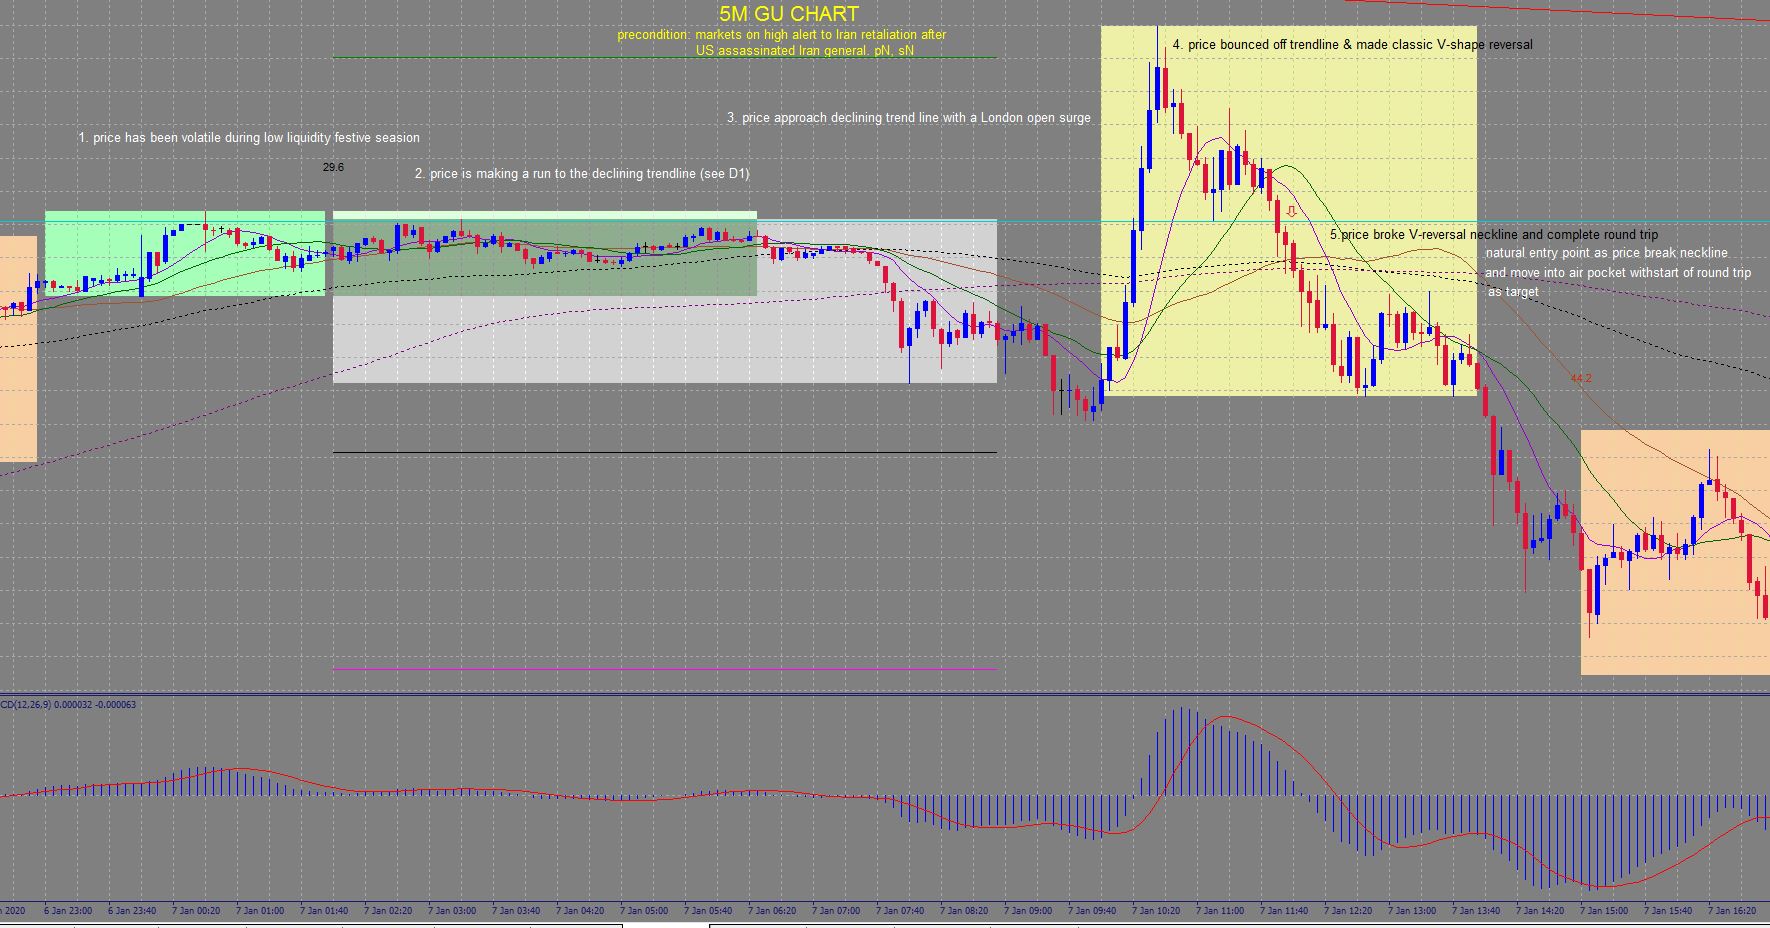 5M GU CHART
precondition: markets on high alert to Iran retaliation after
US assassinated Iran general. pN, sN
4. price bounced off trendline & made classic V-shape reversal
3. price approach declining trend line with a London open surge
1. price has been volatile during low liquidity festive seasion
29.6
2. price is making a run to the declining trendline (see D1)
5.price broke V-reversal neckline and complete round trip
natural entry point as price break neckline
and move into air pocket withstart of round trip
as target
44.2
CD(12,26,9) 0.000032 -0.000063
n 2020 6 Jan 23:00 6 Jan 23:40 7 Jan 00:20 7 Jan 01:00 7 Jan 01:40 7 Jan 02:20 7 Jan 03:00 7 Jan 03:40 7 Jan 04:20 7 Jan 05:00 7 Jan 05:40 7 Jan 06:20 7 Jan 07:00 7 Jan 07:40 7 Jan 08:20 7 Jan 09:00 7 Jan 09:40 7 Jan 10:20 7 Jan 11:00 7 Jan 11:40 7 Jan 12:20 7 Jan 13:00 7 Jan 13:40 7 Jan 14:20 7 Jan 15:00 7 Jan 15:40 7 Jan 16:20